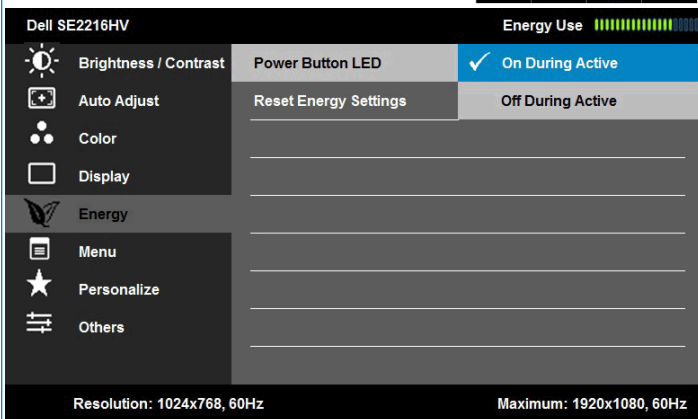 Dell SE2216HV Energy Use
Brightness / Contrast Power Button LED ✓ On During Active
Auto Adjust Reset Energy Settings Off During Active
Color
Display
Energy
Menu
Personalize
Others
Resolution: 1024x768, 60Hz Maximum: 1920x1080, 60Hz